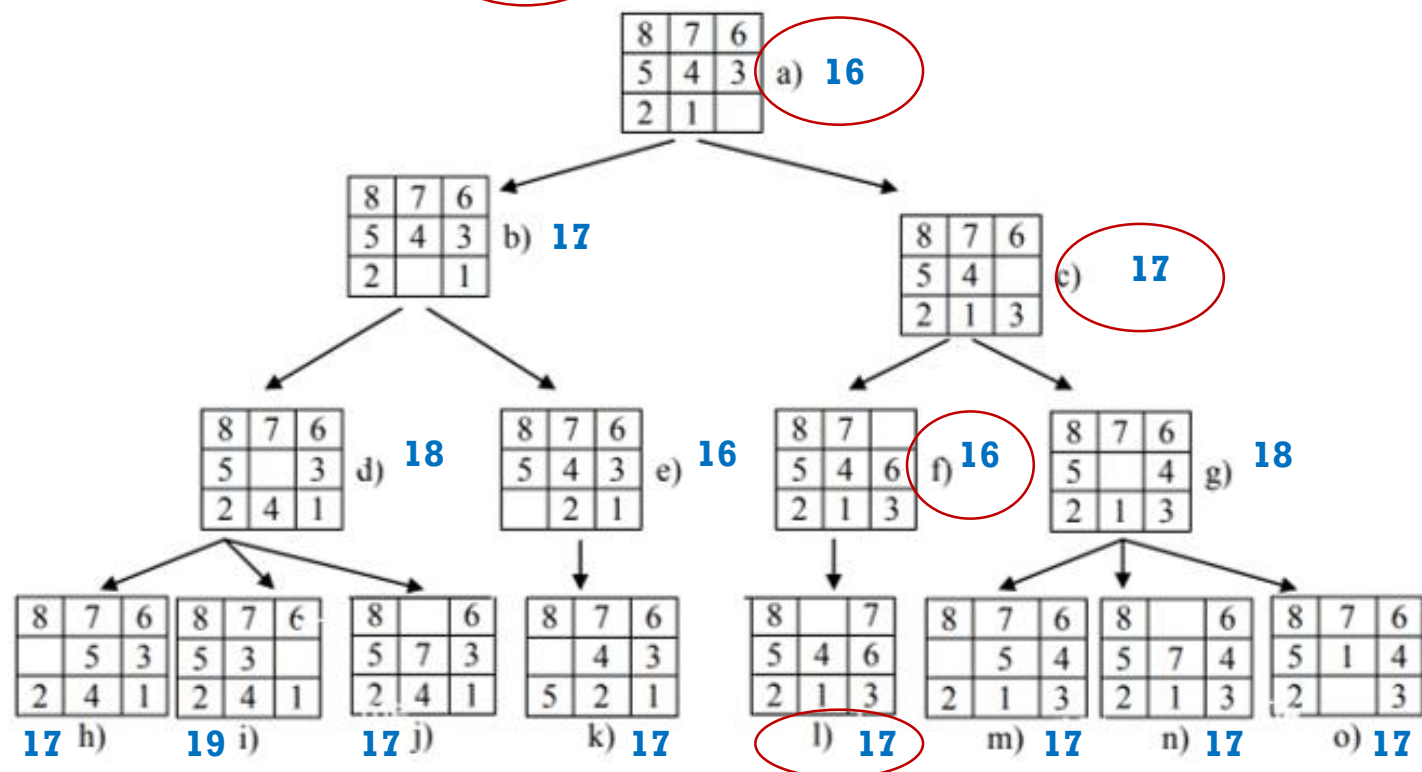 8 7 6
5 4 3 a) 16
2 1
8 7 6
5 4 3 b) 17
2 1
8 7 6
5 4 c) 17
2 1 3
8 7 6
5 3 d) 18
2 4 1
8 7 6
5 4 3 e) 16
2 1
8 7
5 4 6 f) 16
2 1 3
8 7 6
5 4 g) 18
2 1 3
8 7 6
5 3
2 4 1
17 h)
8 7 6
5 3
2 4 1
19 i)
8 6
5 7 3
2 4 1
17 j)
8 7 6
4 3
5 2 1
k) 17
8 7
5 4 6
2 1 3
l) 17
8 7 6
5 4
2 1 3
m) 17
8 6
5 7 4
2 1 3
n) 17
8 7 6
5 1 4
2 3
o) 17